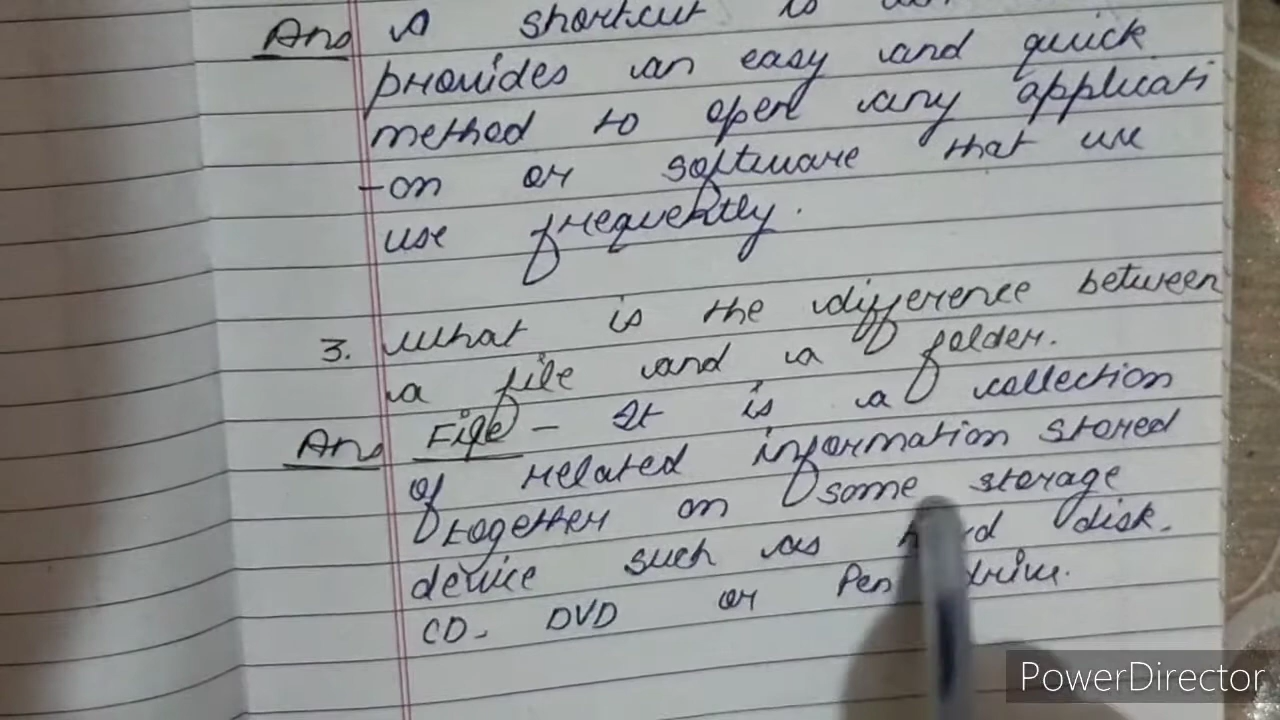 Ans A shortcut is
provides an easy and quick
method to open any applicati
-on or software that we
use frequently.
3. What is the difference between
a file and a folder.
Ans File - It is a collection
of related information stored
together on some storage
device such as hard disk.
CD. DVD or Pen drive.
PowerDirector